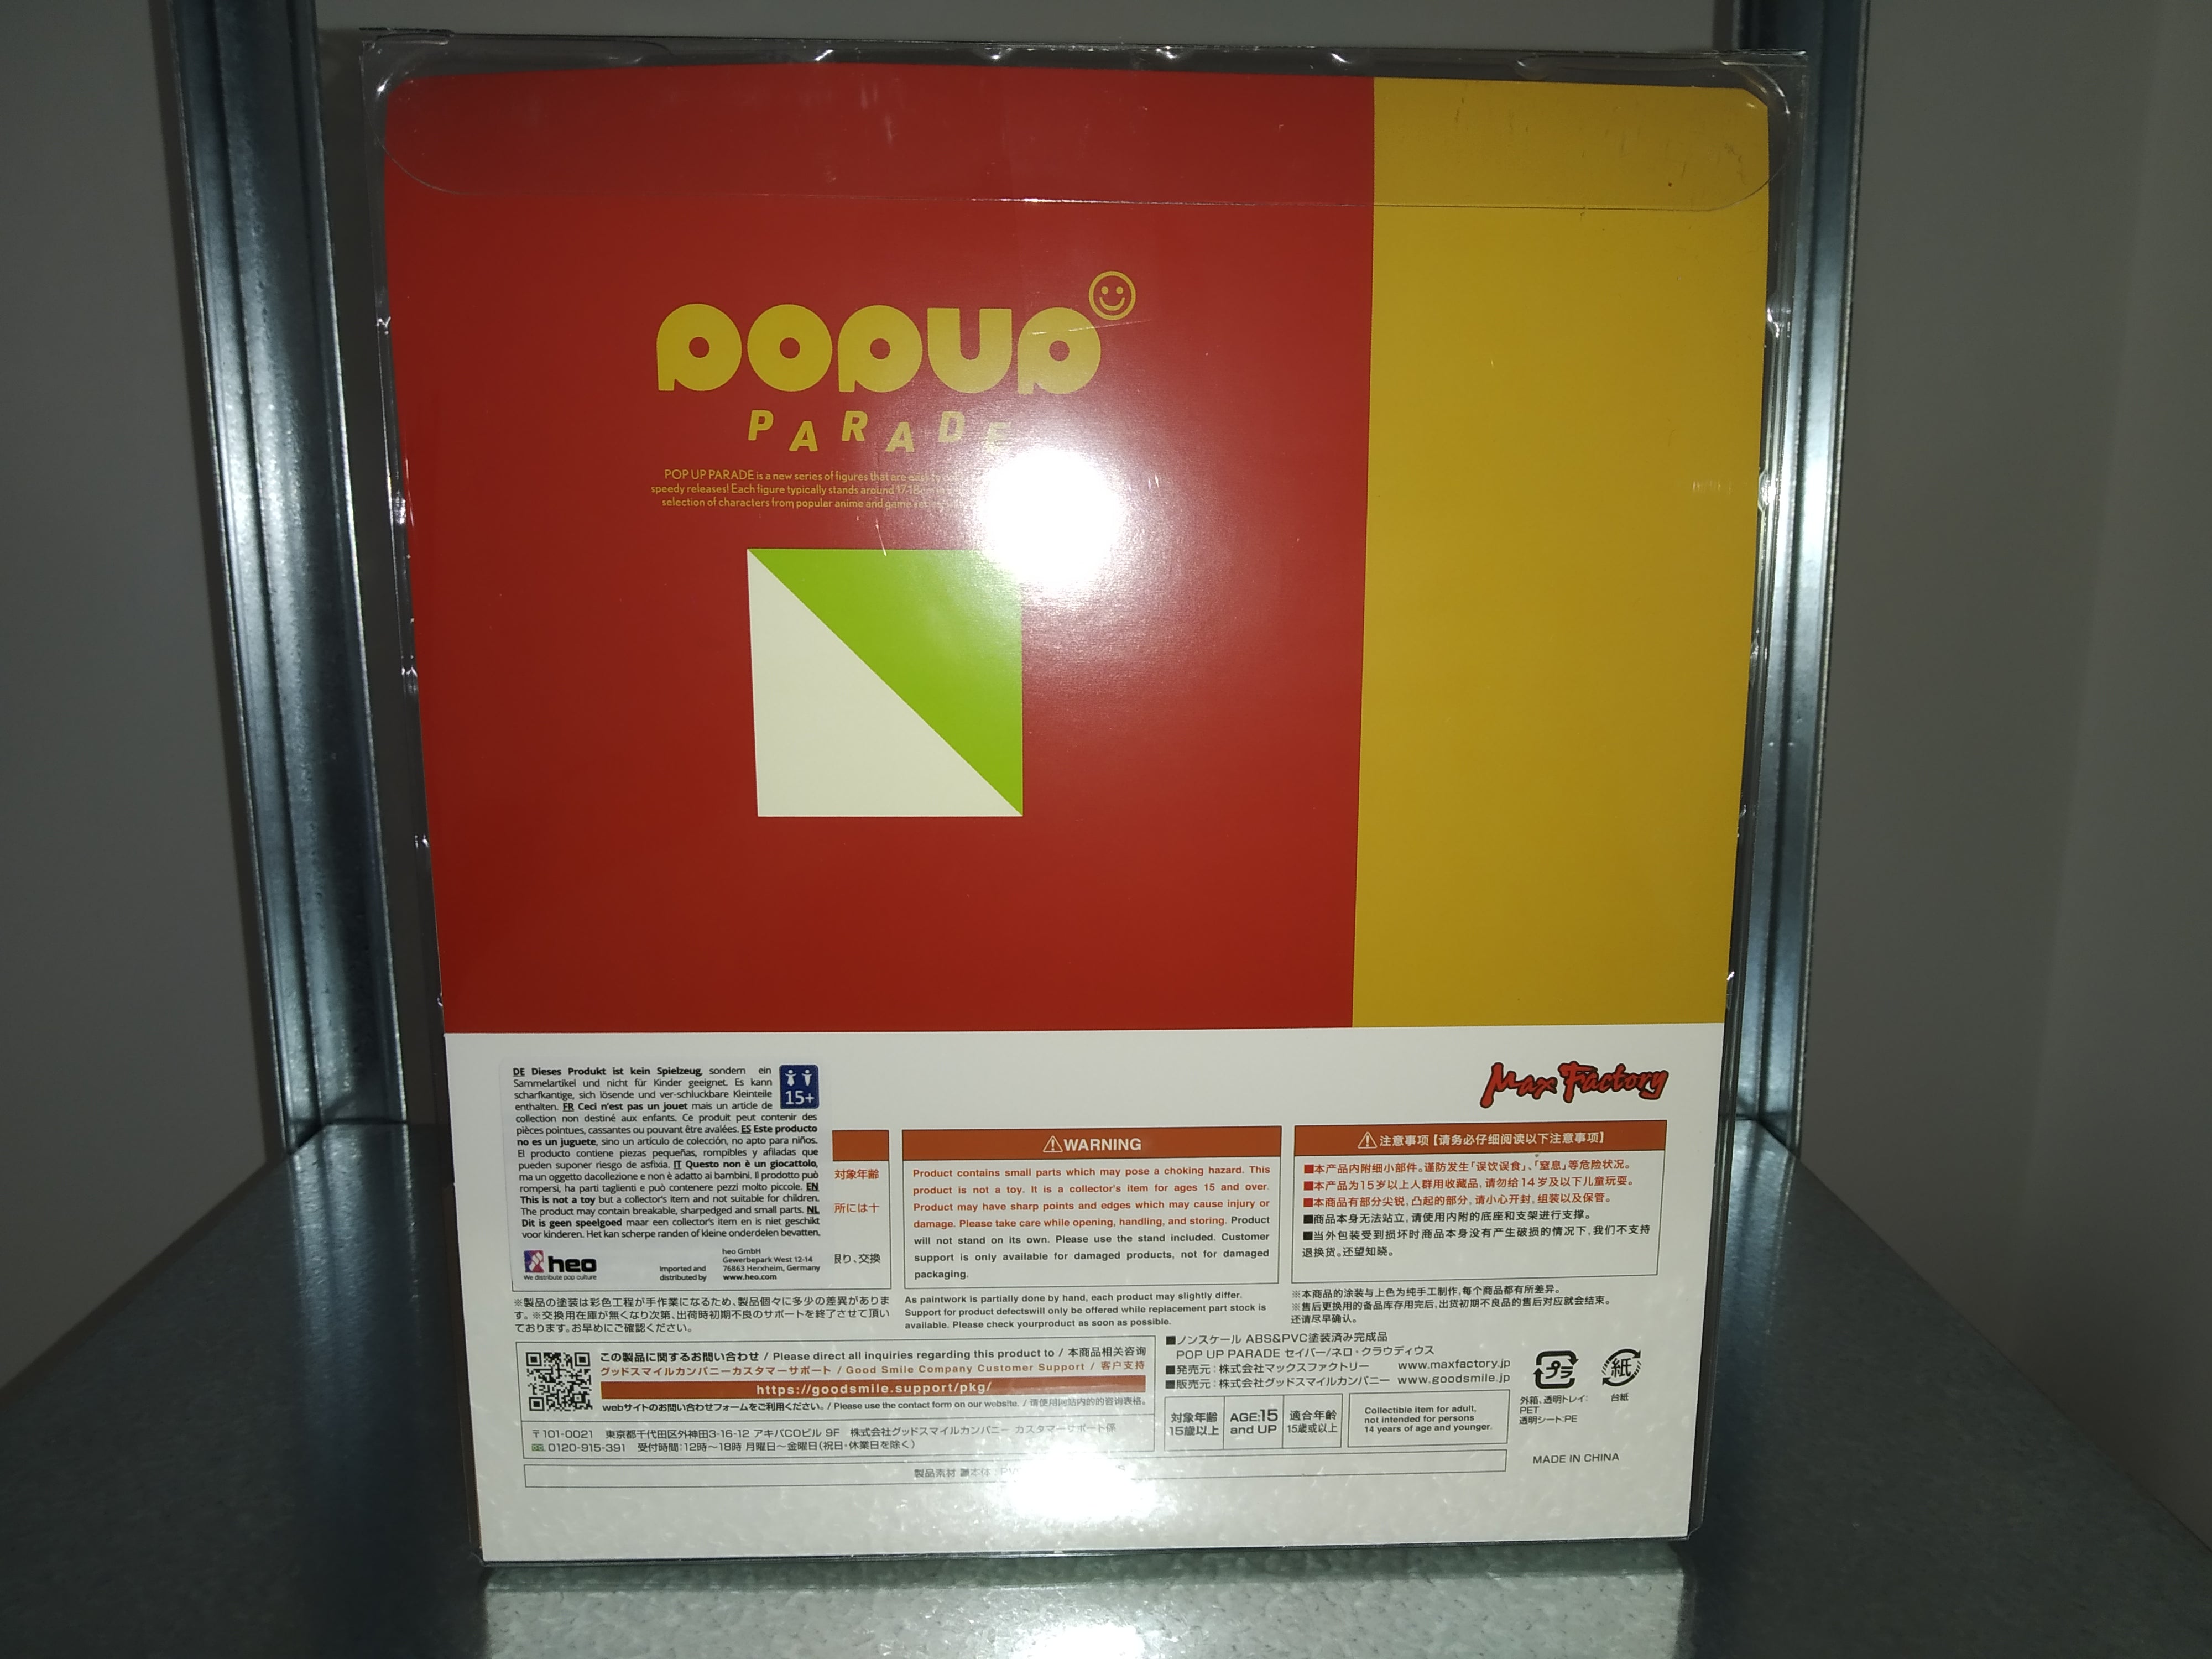 POPUP
PARADE
POP UP PARADE is a new series of figures that are easy to
speedy releases! Each figure typically stands around 17-18cm
selection of characters from popular anime and game
Max Factory
DE Dieses Produkt ist kein Spielzeug, sondern ein
Sammelartikel und nicht für Kinder geeignet. Es kann
scharfkantige, sich lösende und ver-schluckbare Kleinteile
enthalten. FR Ceci n'est pas un jouet mais un article de
collection non destiné aux enfants. Ce produit peut contenir des
pièces pointues, cassantes ou pouvant être avalées. ES Este producto
no es un juguete, sino un artículo de colección, no apto para niños.
El producto contiene piezas pequeñas, rompibles y afiladas que
pueden suponer riesgo de asfixia. IT Questo non è un giocattolo,
ma un oggetto dacollezione e non è adatto ai bambini. Il prodotto può
rompersi, ha parti taglienti e può contenere pezzi molto piccole. EN
This is not a toy but a collector's item and not suitable for children.
The product may contain breakable, sharpedged and small parts. NL
Dit is geen speelgoed maar een collector's item en is niet geschikt
voor kinderen. Het kan scherpe randen of kleine onderdelen bevatten.
15+
heo
We distribute pop culture
Imported and
distributed by
heo GmbH
Gewerbepark West 12-14
76863 Herxheim, Germany
www.heo.com
対象年齢
所には十
限り、交換
⚠WARNING
Product contains small parts which may pose a choking hazard. This
product is not a toy. It is a collector's item for ages 15 and over.
Product may have sharp points and edges which may cause injury or
damage. Please take care while opening, handling, and storing. Product
will not stand on its own. Please use the stand included. Customer
support is only available for damaged products, not for damaged
packaging.
⚠注意事项【请务必仔细阅读以下注意事项】
■本产品内附细小部件。谨防发生「误饮误食」、「窒息」等危险状况。
■本产品为15岁以上人群用收藏品，请勿给14岁及以下儿童玩耍。
■本商品有部分尖锐，凸起的部分，请小心开封，组装以及保管。
■商品本身无法站立，请使用内附的底座和支架进行支撑。
■当外包装受到损坏时商品本身没有产生破损的情况下，我们不支持
退换货。还望知晓。
※製品の塗装は彩色工程が手作業になるため、製品個々に多少の差異がありま
す。※交換用在庫が無くなり次第、出荷時初期不良のサポートを終了させて頂い
ております。お早めにご確認ください。
As paintwork is partially done by hand, each product may slightly differ.
Support for product defectswill only be offered while replacement part stock is
available. Please check yourproduct as soon as possible.
※本商品的涂装与上色为纯手工制作，每个商品都有所差异。
※售后更换用的备品库存用完后，出货初期不良品的售后对应就会结束。
还请尽早确认。
この製品に関するお問い合わせ / Please direct all inquiries regarding this product to / 本商品相关咨询
グッドスマイルカンパニーカスタマーサポート / Good Smile Company Customer Support / 客户支持
https://goodsmile.support/pkg/
webサイトのお問い合わせフォームをご利用ください。/ Please use the contact form on our website. / 请使用网站内的的咨询表格。
〒101-0021 東京都千代田区外神田3-16-12 アキバCOビル 9F 株式会社グッドスマイルカンパニー カスタマーサポート係
0120-915-391 受付時間：12時～18時 月曜日～金曜日（祝日・休業日を除く）
■ノンスケール ABS&PVC塗装済み完成品
POP UP PARADE セイバー/ネロ・クラウディウス
■発売元：株式会社マックスファクトリー www.maxfactory.jp
■販売元：株式会社グッドスマイルカンパニー www.goodsmile.jp
対象年齢
15歳以上
AGE:15
and UP
適合年齢
15歳或以上
Collectible item for adult,
not intended for persons
14 years of age and younger.
プラ
外箱、透明トレイ：
PET
透明シート：PE
紙
台紙
製品素材
MADE IN CHINA